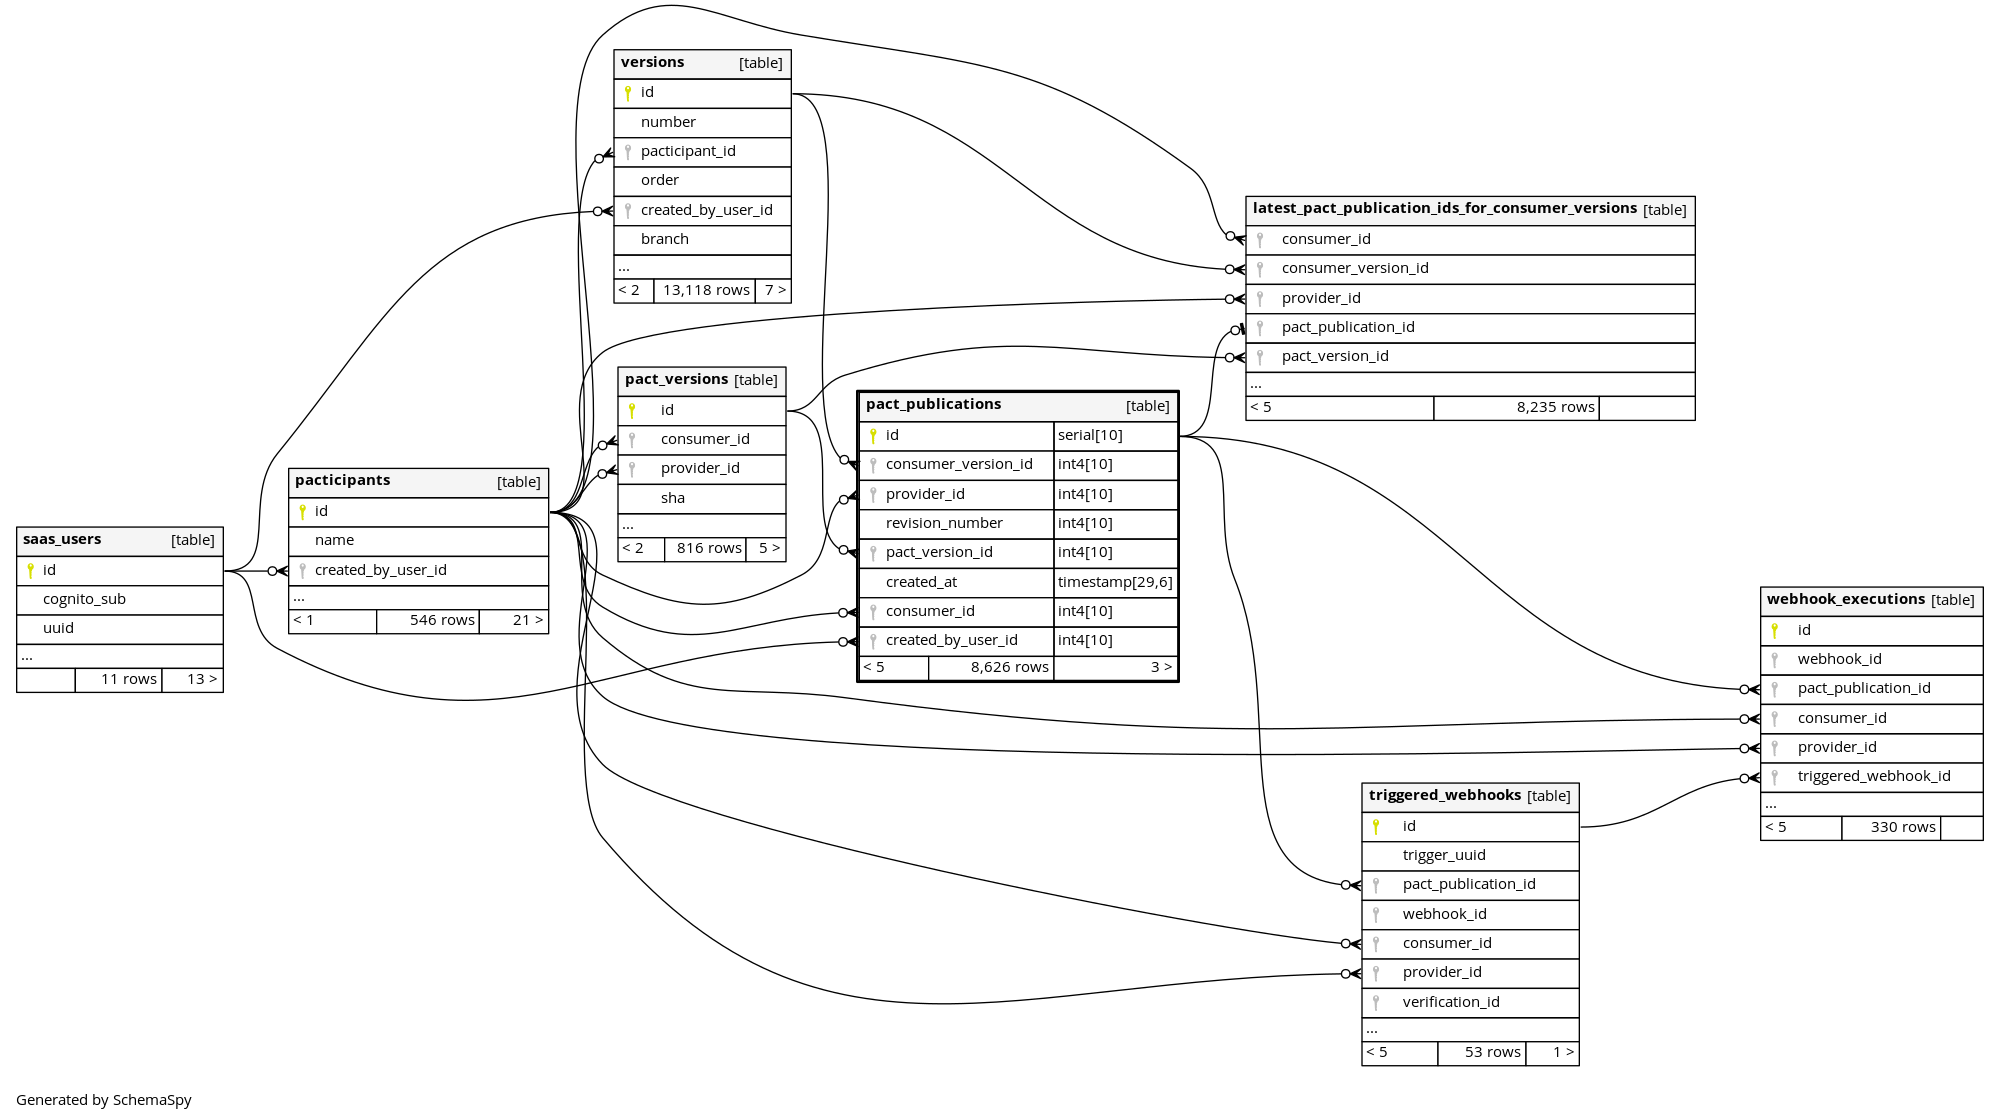 versions [table]
id
number
pacticipant_id
order
created_by_user_id
branch
...
< 2 13,118 rows 7 >
latest_pact_publication_ids_for_consumer_versions [table]
consumer_id
consumer_version_id
provider_id
pact_publication_id
pact_version_id
...
< 5 8,235 rows
pact_versions [table]
id
consumer_id
provider_id
sha
...
< 2 816 rows 5 >
pact_publications [table]
id serial[10]
consumer_version_id int4[10]
provider_id int4[10]
revision_number int4[10]
pact_version_id int4[10]
created_at timestamp[29,6]
consumer_id int4[10]
created_by_user_id int4[10]
< 5 8,626 rows 3 >
pacticipants [table]
id
name
created_by_user_id
...
< 1 546 rows 21 >
saas_users [table]
id
cognito_sub
uuid
...
11 rows 13 >
webhook_executions [table]
id
webhook_id
pact_publication_id
consumer_id
provider_id
triggered_webhook_id
...
< 5 330 rows
triggered_webhooks [table]
id
trigger_uuid
pact_publication_id
webhook_id
consumer_id
provider_id
verification_id
...
< 5 53 rows 1 >
Generated by SchemaSpy